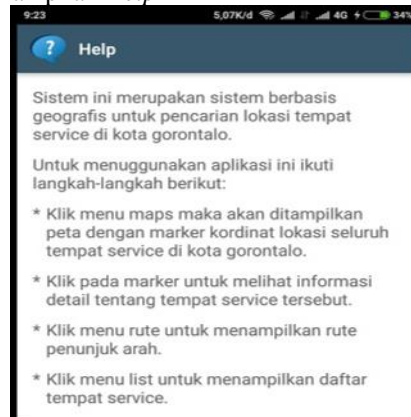 9:23 5,07K/d 4G 34%
? Help
Sistem ini merupakan sistem berbasis
geografis untuk pencarian lokasi tempat
service di kota gorontalo.
Untuk menuggunakan aplikasi ini ikuti
langkah-langkah berikut:
* Klik menu maps maka akan ditampilkan
peta dengan marker kordinat lokasi seluruh
tempat service di kota gorontalo.
* Klik pada marker untuk melihat informasi
detail tentang tempat service tersebut.
* Klik menu rute untuk menampilkan rute
penunjuk arah.
* Klik menu list untuk menampilkan daftar
tempat service.